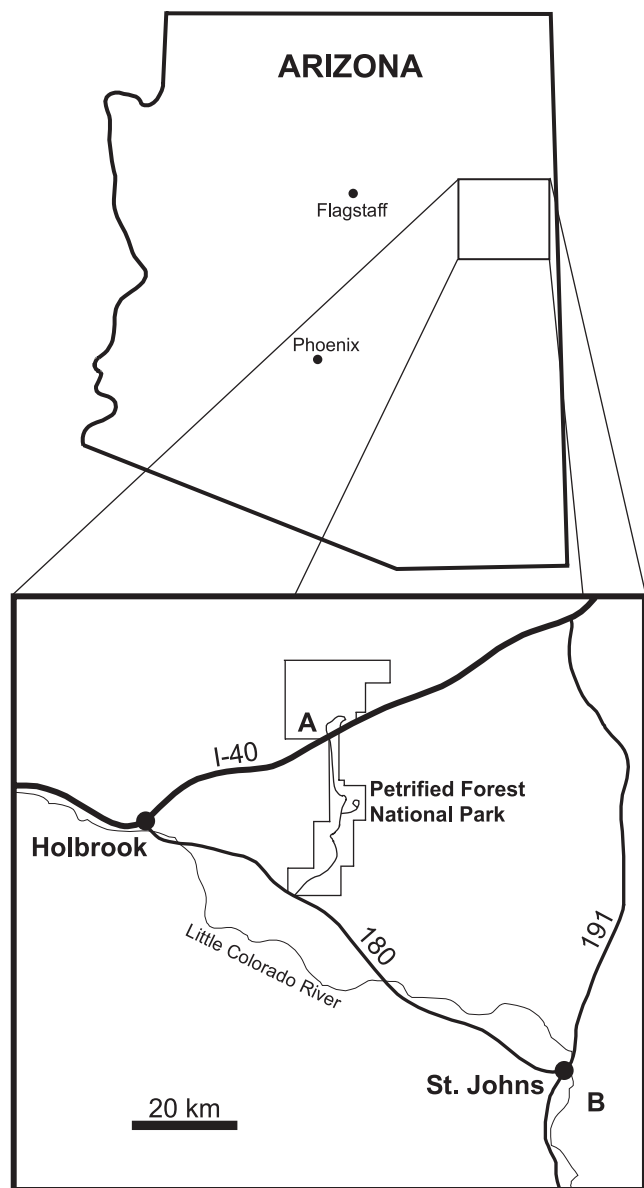 ARIZONA
Flagstaff
Phoenix
A
I-40
Petrified Forest
National Park
Holbrook
Little Colorado River
180
191
St. Johns
B
20 km